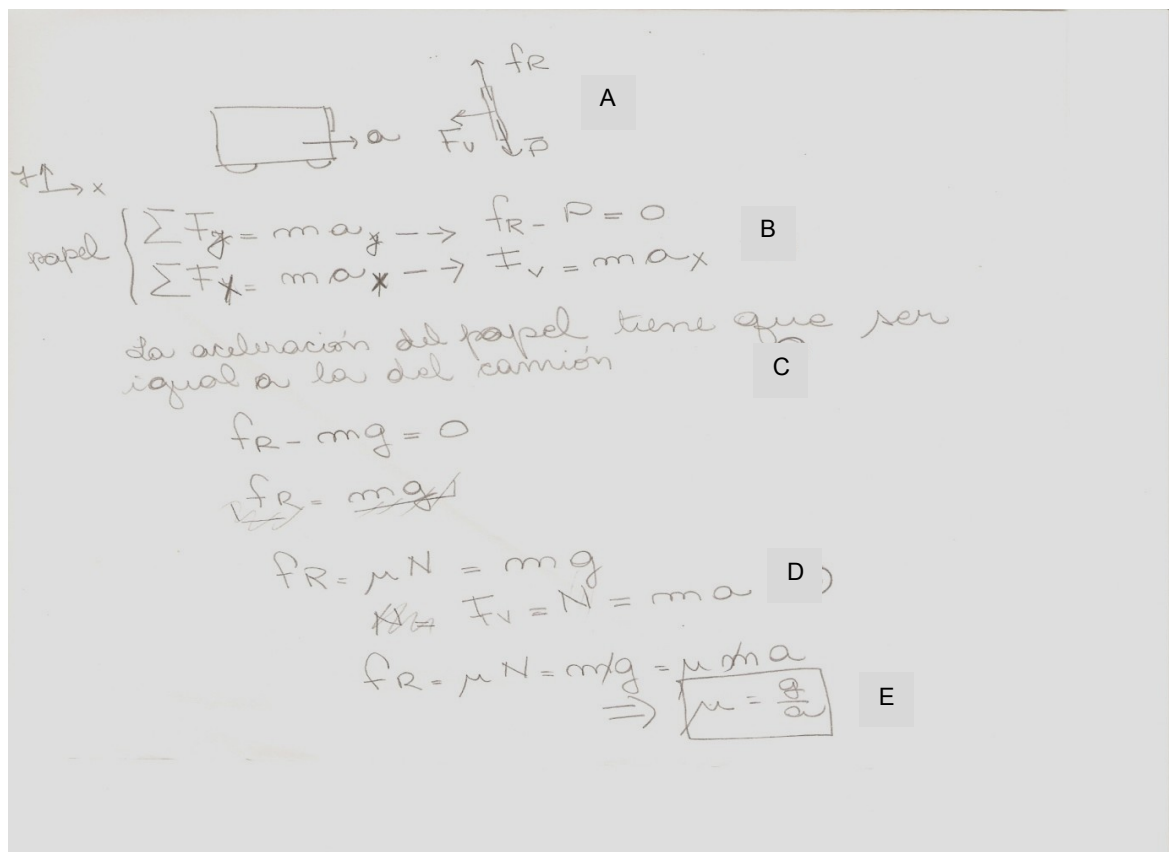 fR
A
a
Fv P
y x
papel ΣFy = m ay --> fR - P = 0 B
ΣFx = m ax --> Fv = m ax
La aceleración del papel tiene que ser
igual a la del camión C
fR - mg = 0
fR = mg
fR = μN = mg D
N = Fv = N = ma )
fR = μN = mg = μma
=> μ = g/a E